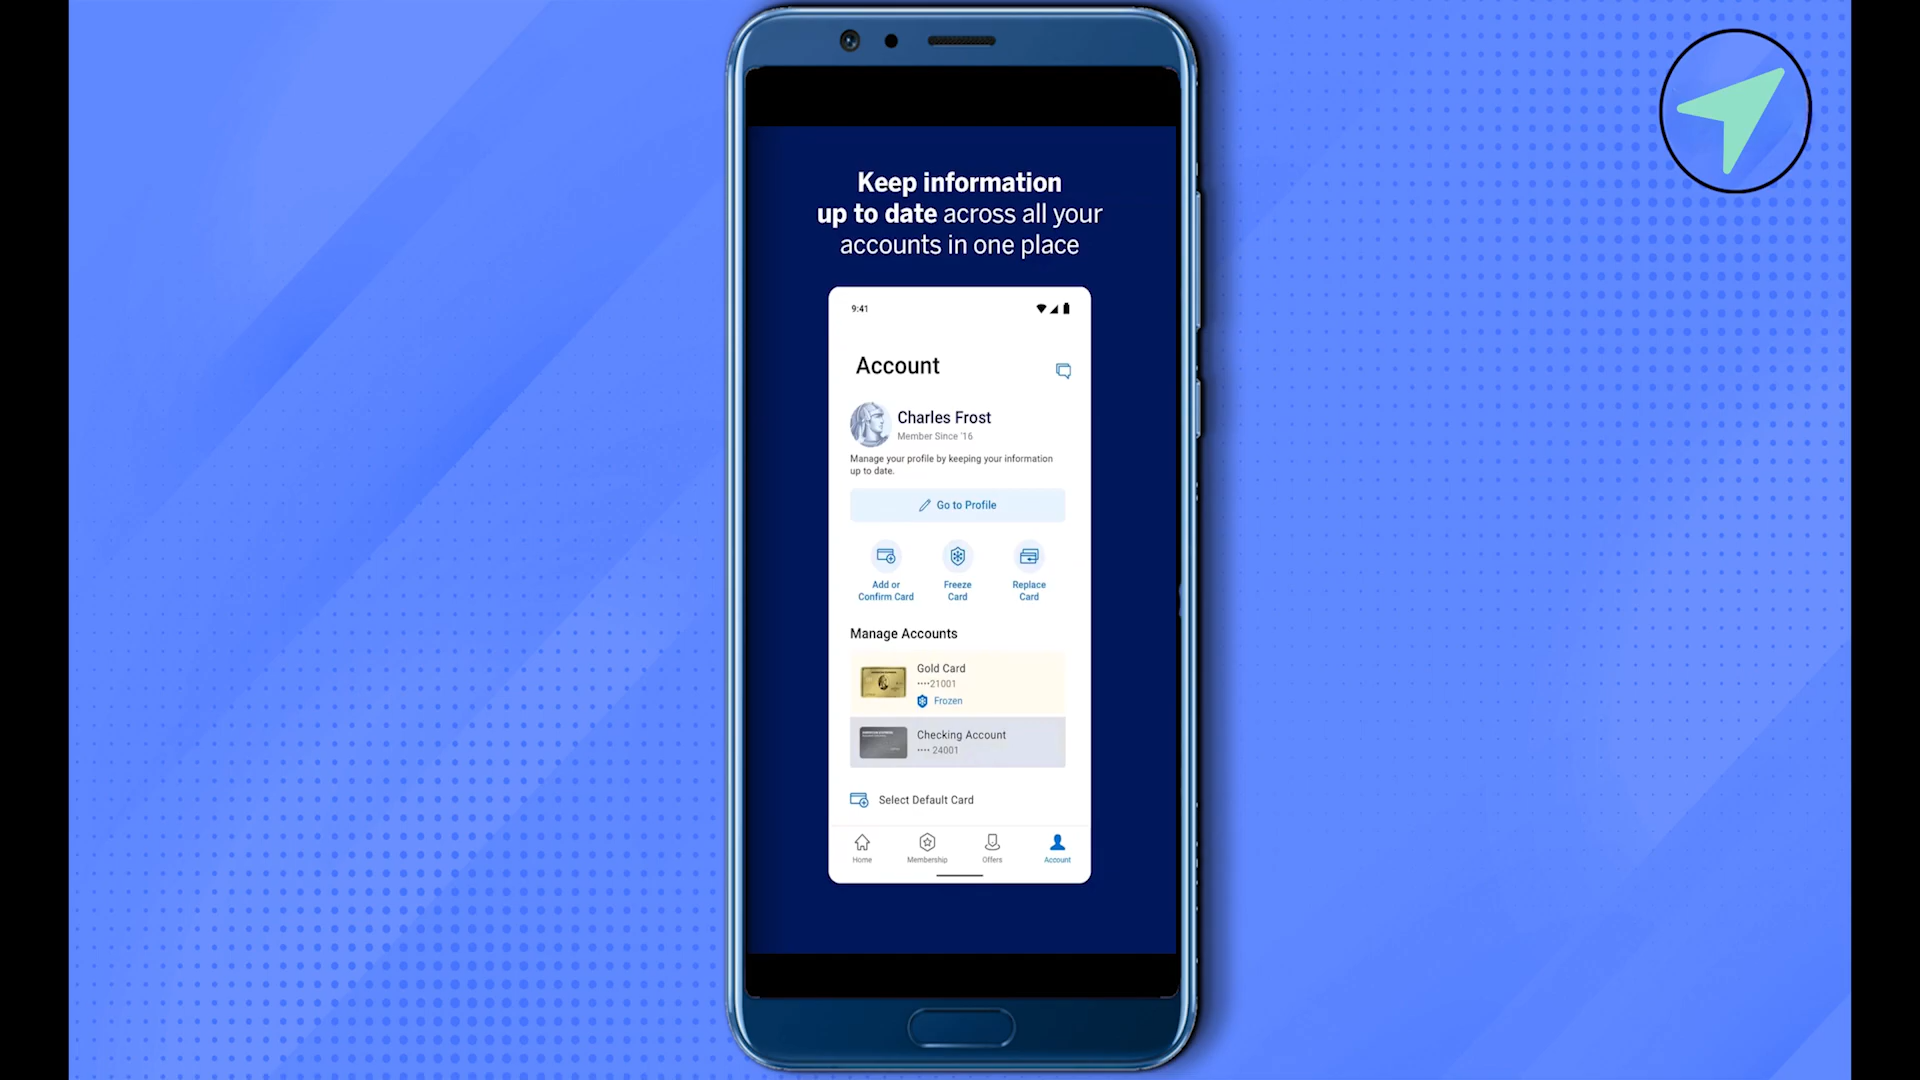 Keep information
up to date across all your
accounts in one place
9:41
Account
Charles Frost
Member Since '16
Manage your profile by keeping your information
up to date.
Go to Profile
Add or
Confirm Card
Freeze
Card
Replace
Card
Manage Accounts
Gold Card
····21001
Frozen
Checking Account
···· 24001
Select Default Card
Home
Membership
Offers
Account